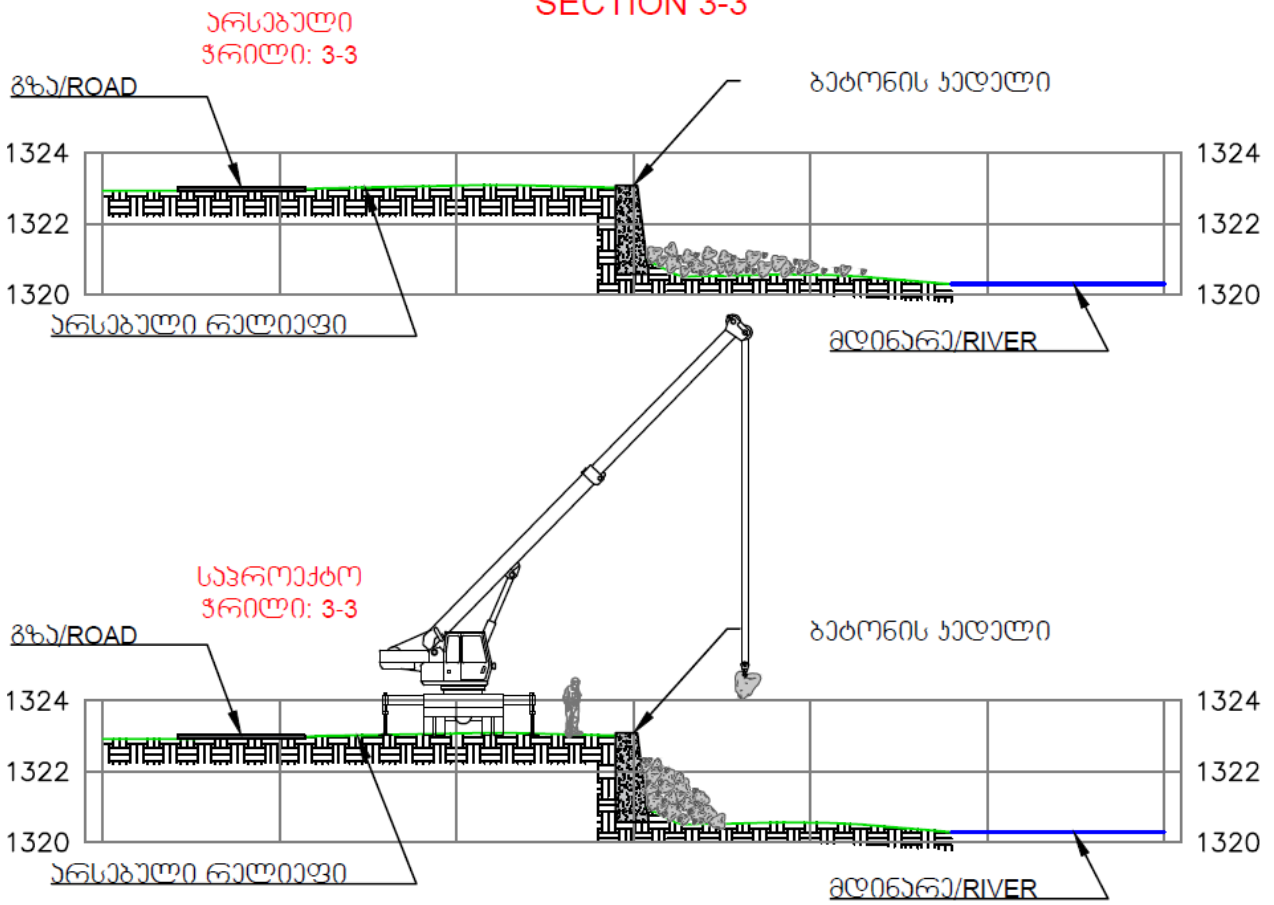 SECTION 3-3
არსებული
ჭრილი: 3-3
გზა/ROAD
ბეტონის კედელი
1324
1324
1322
1322
1320
1320
არსებული რელიეფი
მდინარე/RIVER
საპროექტო
ჭრილი: 3-3
გზა/ROAD
ბეტონის კედელი
1324
1324
1322
1322
1320
1320
არსებული რელიეფი
მდინარე/RIVER